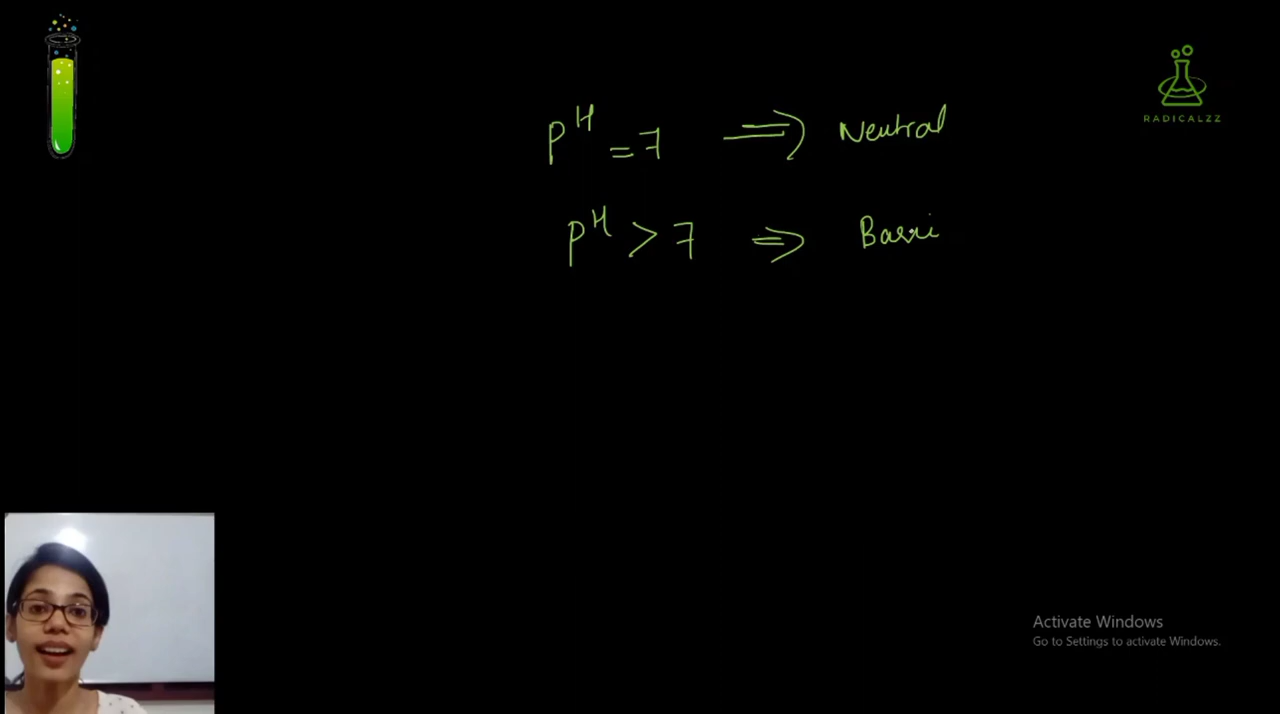 RADICALZZ
pH = 7 ⇒ Neutral
pH > 7 ⇒ Basi
Activate Windows
Go to Settings to activate Windows.